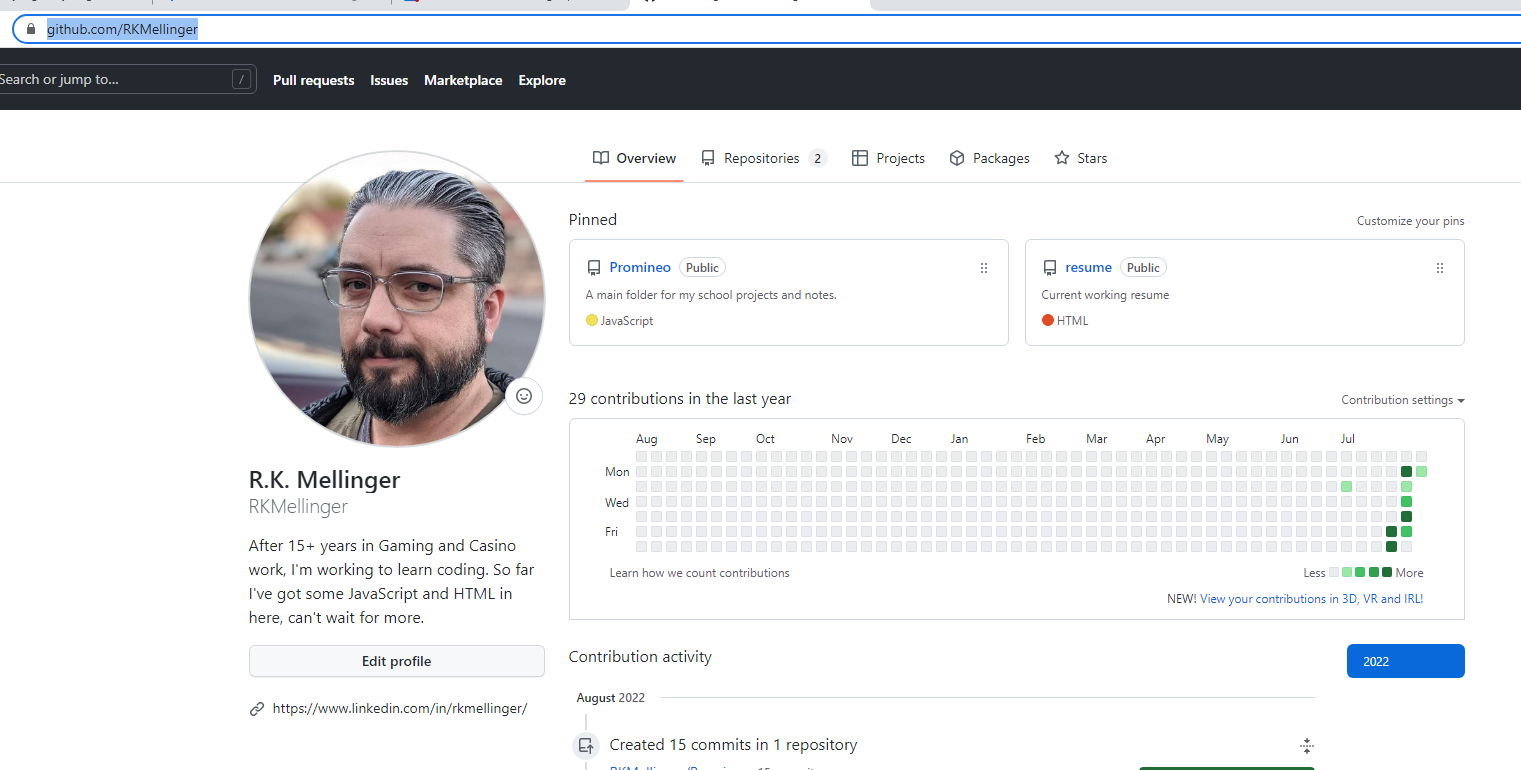 github.com/RKMellinger
Search or jump to... /
Pull requests Issues Marketplace Explore
Overview Repositories 2 Projects Packages Stars
Pinned
Customize your pins
Promineo Public
A main folder for my school projects and notes.
JavaScript
resume Public
Current working resume
HTML
29 contributions in the last year
Contribution settings
Aug Sep Oct Nov Dec Jan Feb Mar Apr May Jun Jul
Mon
Wed
Fri
Learn how we count contributions
Less More
NEW! View your contributions in 3D, VR and IRL!
R.K. Mellinger
RKMellinger
After 15+ years in Gaming and Casino
work, I'm working to learn coding. So far
I've got some JavaScript and HTML in
here, can't wait for more.
Edit profile
https://www.linkedin.com/in/rkmellinger/
Contribution activity
2022
August 2022
Created 15 commits in 1 repository